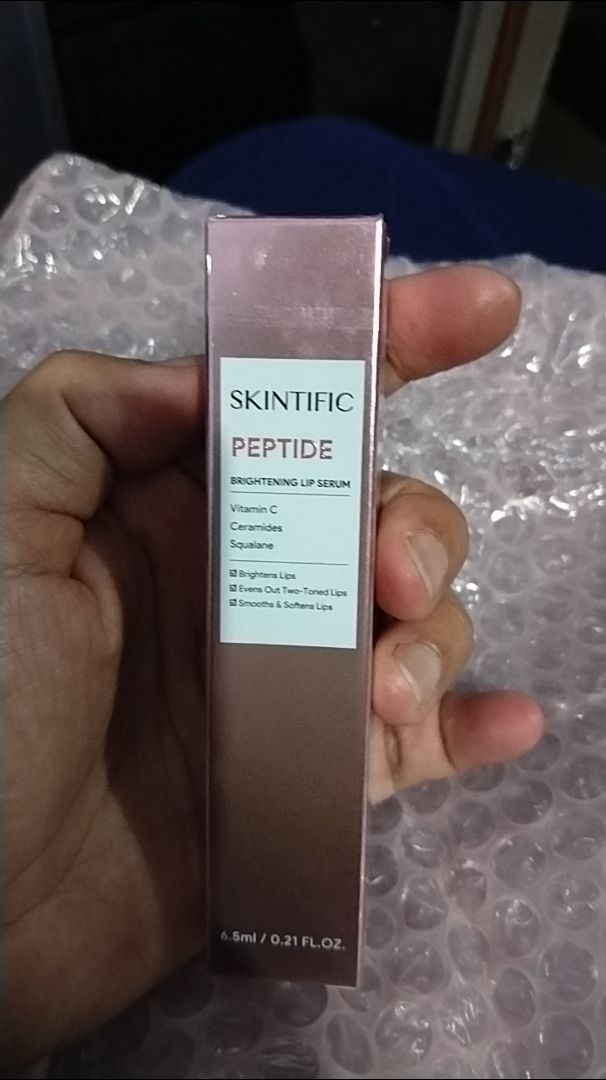 SKINTIFIC
PEPTIDE
BRIGHTENING LIP SERUM
Vitamin C
Ceramides
Squalane
☑ Brightens Lips
☑ Evens Out Two-Toned Lips
☑ Smooths & Softens Lips
6.5ml / 0.21 FL.OZ.